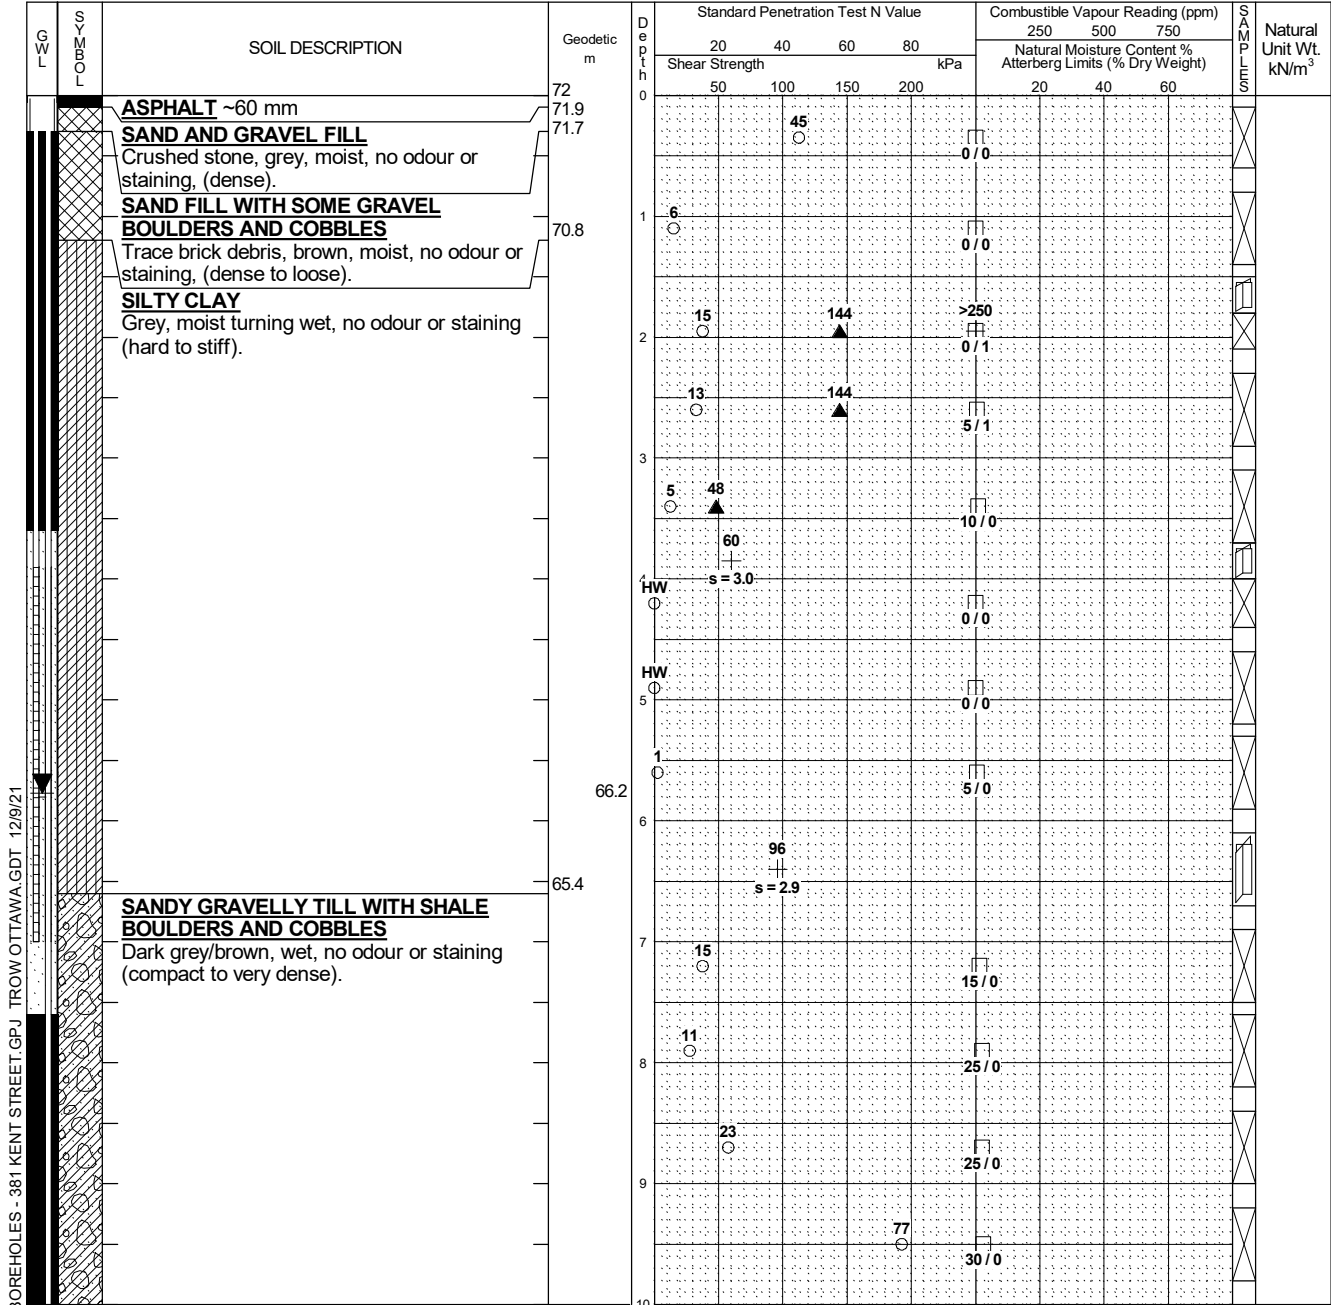 GWL
SYMBOL
SOIL DESCRIPTION
Geodetic
m
Depth
Standard Penetration Test N Value
20 40 60 80
Shear Strength kPa
50 100 150 200
Combustible Vapour Reading (ppm)
250 500 750
Natural Moisture Content %
Atterberg Limits (% Dry Weight)
20 40 60
SAMPLES
Natural
Unit Wt.
kN/m³
72
0
ASPHALT ~60 mm
71.9
SAND AND GRAVEL FILL
71.7
Crushed stone, grey, moist, no odour or
staining, (dense).
45
0 / 0
SAND FILL WITH SOME GRAVEL
BOULDERS AND COBBLES
70.8
Trace brick debris, brown, moist, no odour or
staining, (dense to loose).
1
6
0 / 0
SILTY CLAY
Grey, moist turning wet, no odour or staining
(hard to stiff).
15
144
>250
0 / 1
2
13
144
5 / 1
3
5
48
10 / 0
60
s = 3.0
4
HW
0 / 0
HW
0 / 0
5
1
5 / 0
66.2
6
96
s = 2.9
65.4
SANDY GRAVELLY TILL WITH SHALE
BOULDERS AND COBBLES
Dark grey/brown, wet, no odour or staining
(compact to very dense).
7
15
15 / 0
11
25 / 0
8
23
25 / 0
9
77
30 / 0
10
BOREHOLES - 381 KENT STREET.GPJ TROW OTTAWA.GDT 12/9/21